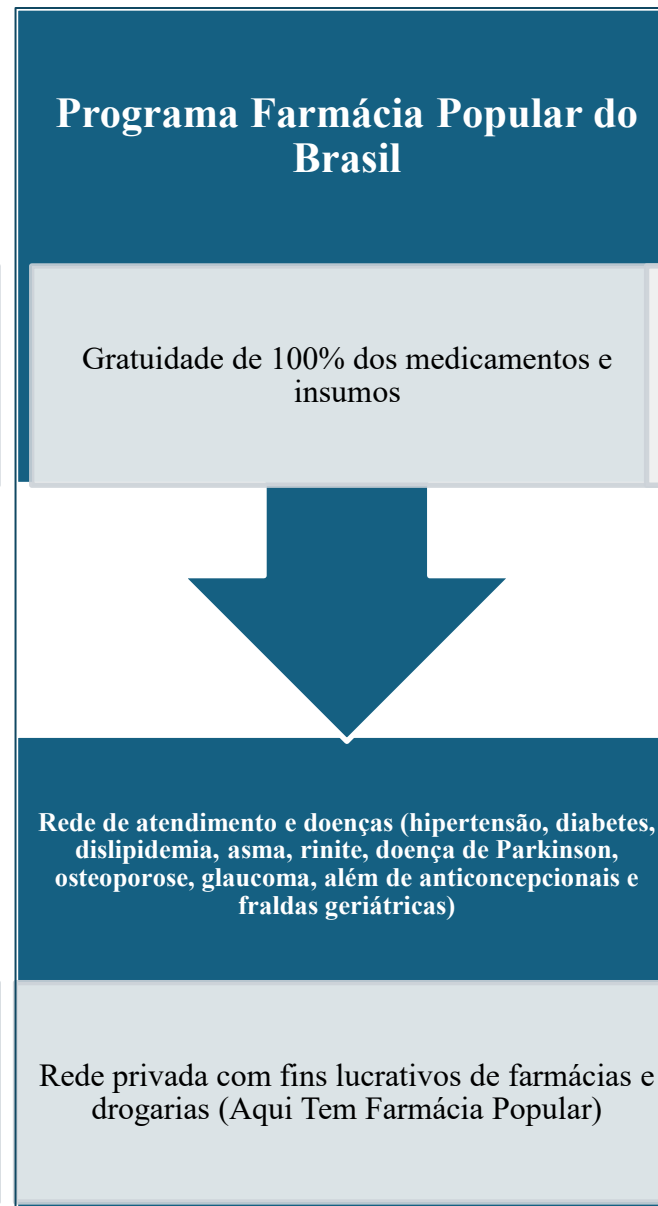 Programa Farmácia Popular do
Brasil
Gratuidade de 100% dos medicamentos e
insumos
Rede de atendimento e doenças (hipertensão, diabetes,
dislipidemia, asma, rinite, doença de Parkinson,
osteoporose, glaucoma, além de anticoncepcionais e
fraldas geriátricas)
Rede privada com fins lucrativos de farmácias e
drogarias (Aqui Tem Farmácia Popular)